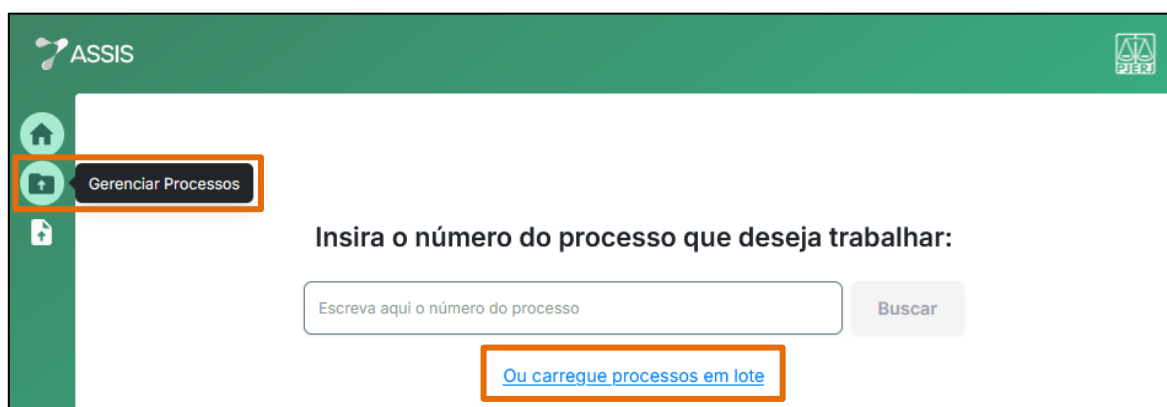 ASSIS
PJERJ
Gerenciar Processos
Insira o número do processo que deseja trabalhar:
Escreva aqui o número do processo
Buscar
Ou carregue processos em lote